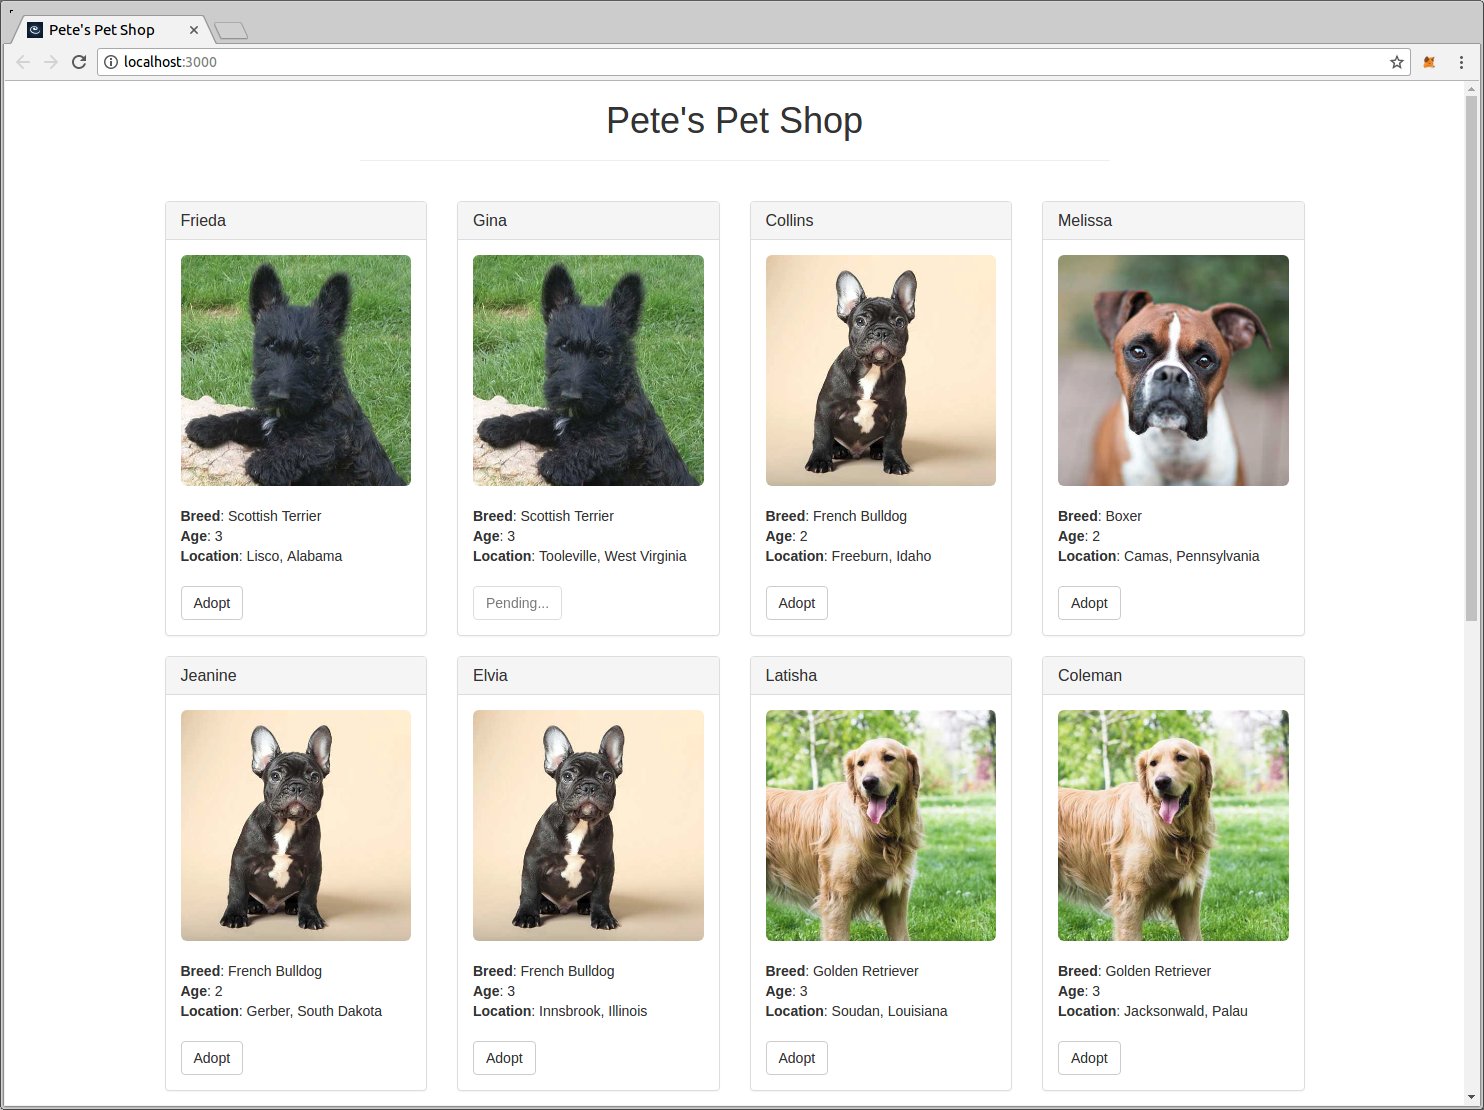 Pete's Pet Shop
localhost:3000
Pete's Pet Shop
Frieda
Breed: Scottish Terrier
Age: 3
Location: Lisco, Alabama
Adopt
Gina
Breed: Scottish Terrier
Age: 3
Location: Tooleville, West Virginia
Pending...
Collins
Breed: French Bulldog
Age: 2
Location: Freeburn, Idaho
Adopt
Melissa
Breed: Boxer
Age: 2
Location: Camas, Pennsylvania
Adopt
Jeanine
Breed: French Bulldog
Age: 2
Location: Gerber, South Dakota
Adopt
Elvia
Breed: French Bulldog
Age: 3
Location: Innsbrook, Illinois
Adopt
Latisha
Breed: Golden Retriever
Age: 3
Location: Soudan, Louisiana
Adopt
Coleman
Breed: Golden Retriever
Age: 3
Location: Jacksonwald, Palau
Adopt